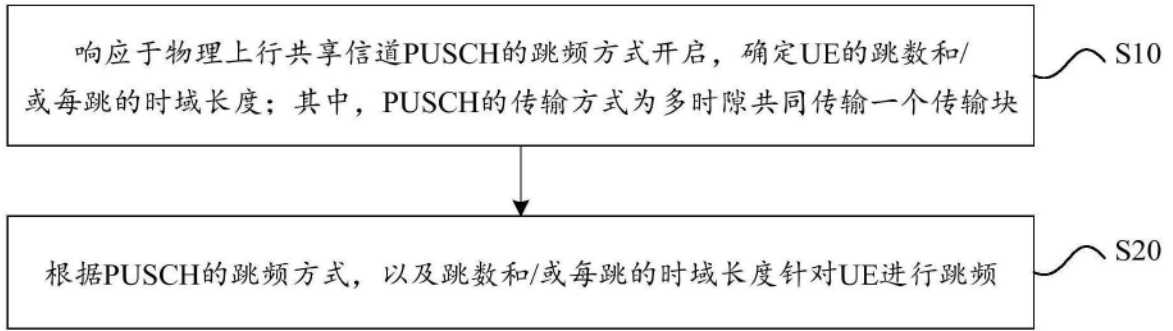 响应于物理上行共享信道PUSCH的跳频方式开启，确定UE的跳数和/
或每跳的时域长度；其中，PUSCH的传输方式为多时隙共同传输一个传输块
S10
根据PUSCH的跳频方式，以及跳数和/或每跳的时域长度针对UE进行跳频
S20